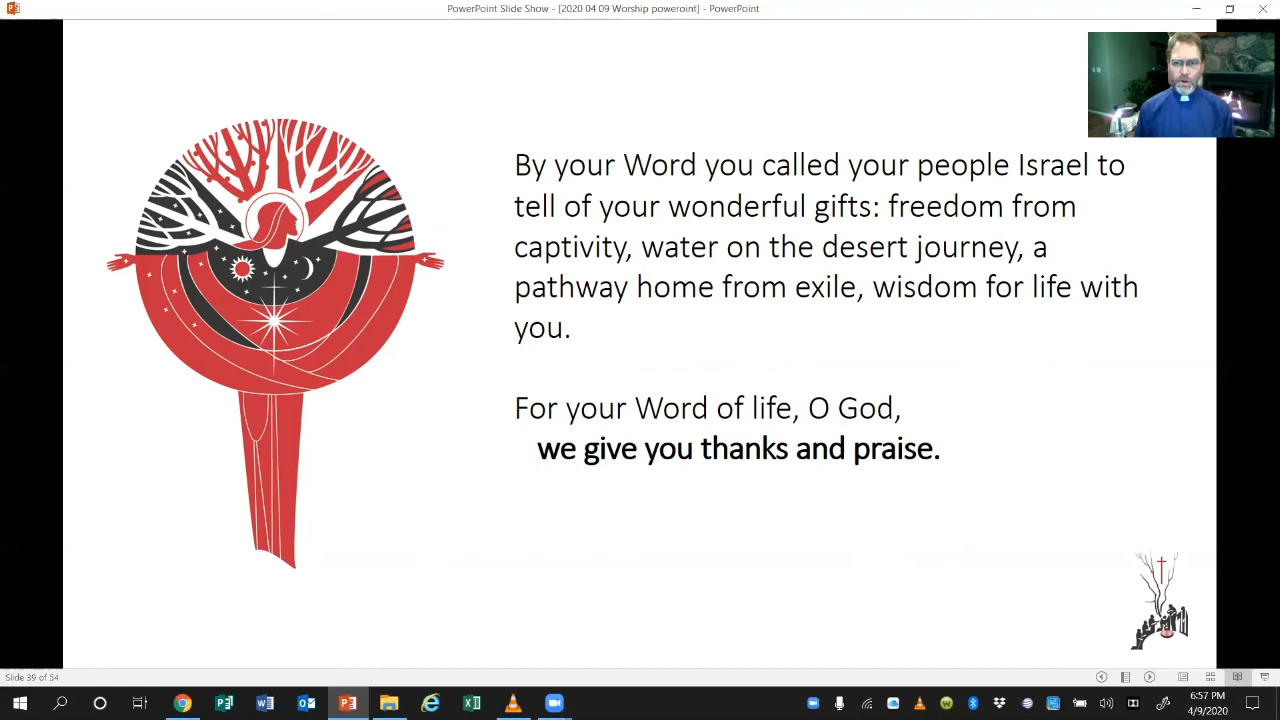 PowerPoint Slide Show - [2020 04 09 Worship poweroint] - PowerPoint
By your Word you called your people Israel to
tell of your wonderful gifts: freedom from
captivity, water on the desert journey, a
pathway home from exile, wisdom for life with
you.
For your Word of life, O God,
we give you thanks and praise.
Slide 39 of 54
6:57 PM
4/9/2020